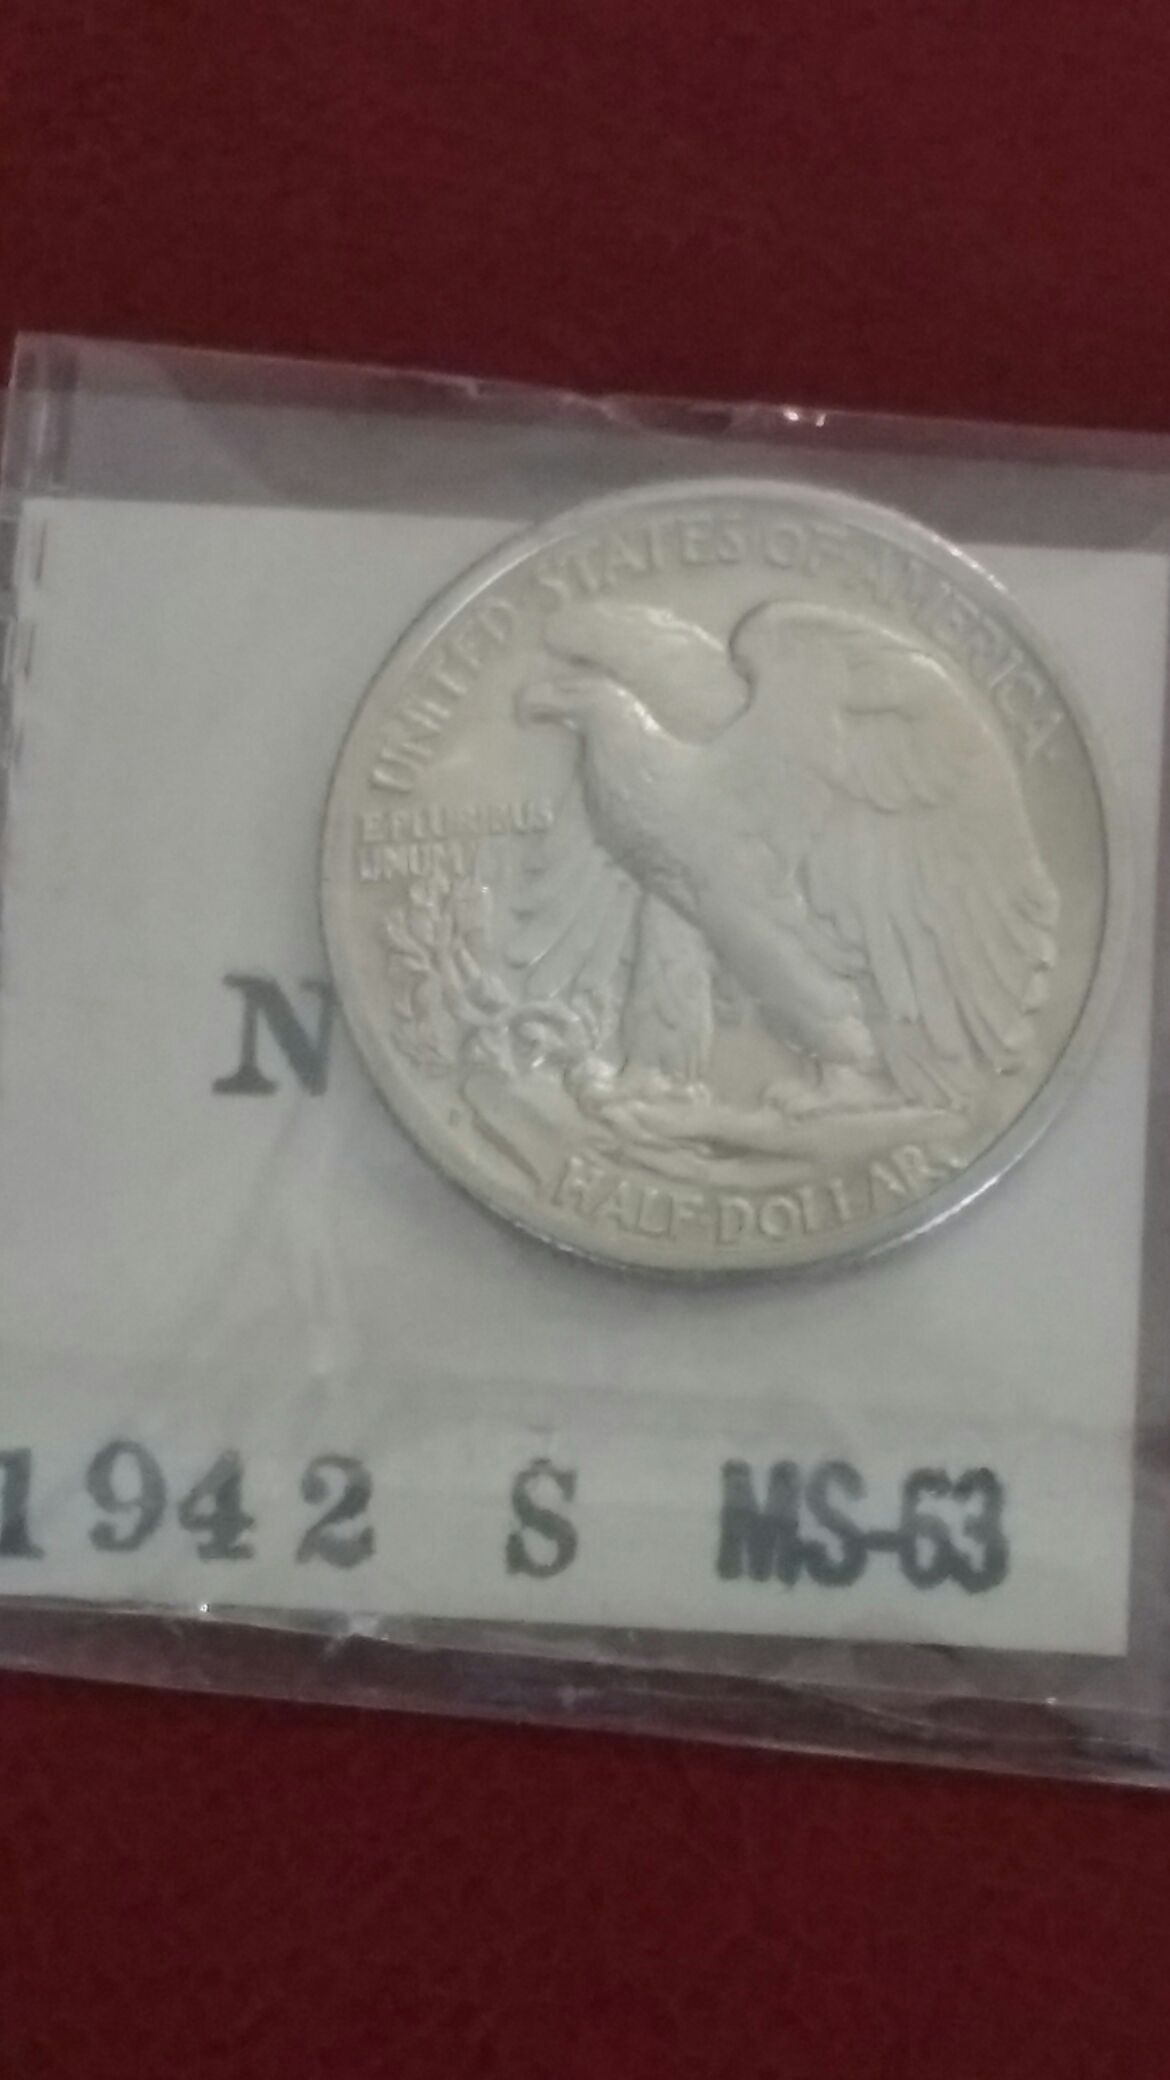 UNITED STATES OF AMERICA
E PLURIBUS
UNUM
HALF DOLLAR
N
1942 S MS-63